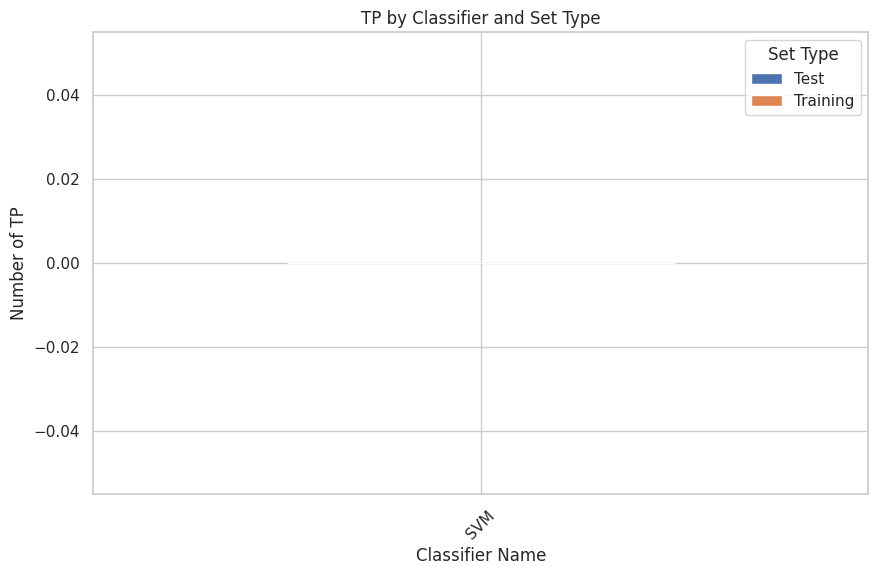 TP by Classifier and Set Type
Set Type
Test
Training
0.04
0.02
0.00
−0.02
−0.04
Number of TP
SVM
Classifier Name